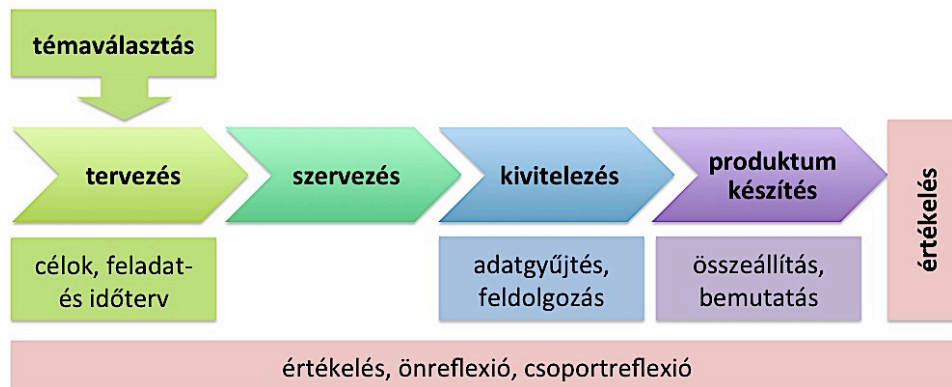 témaválasztás
tervezés
szervezés
kivitelezés
produktum
készítés
értékelés
célok, feladat-
és időterv
adatgyűjtés,
feldolgozás
összeállítás,
bemutatás
értékelés, önreflexió, csoportreflexió